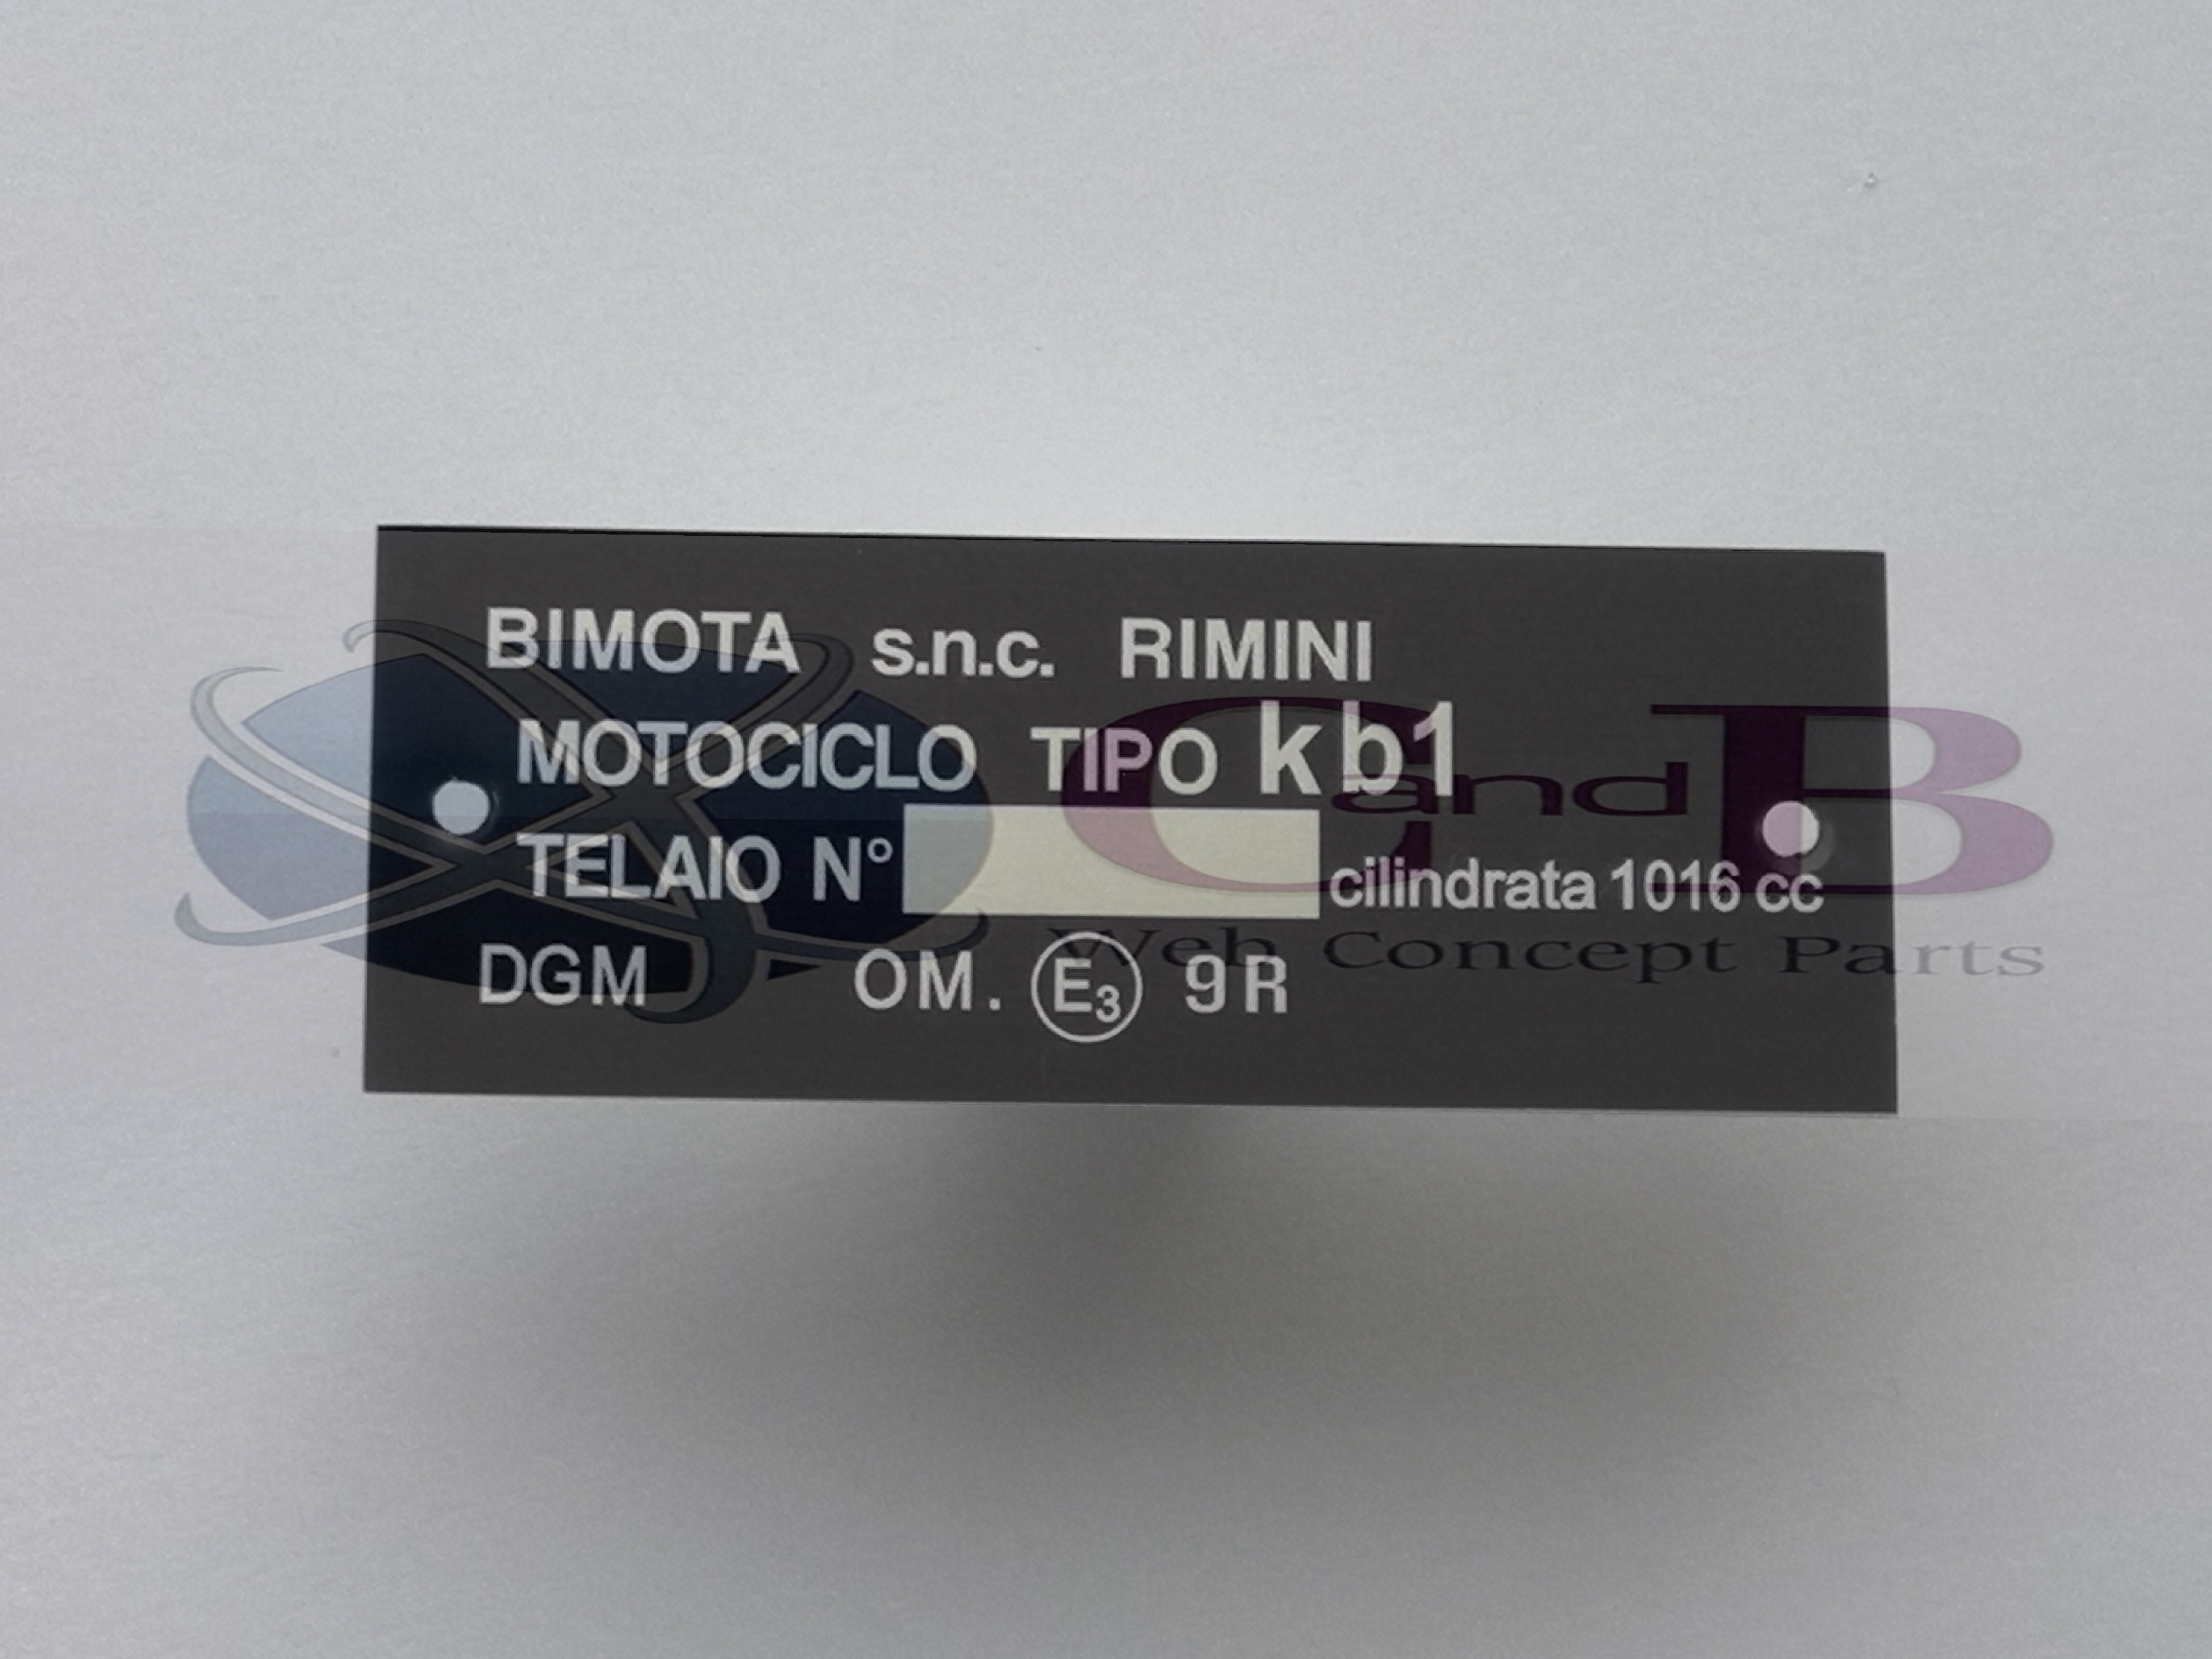 BIMOTA s.n.c. RIMINI
MOTOCICLO TIPO kb1
TELAIO N° cilindrata 1016 cc
DGM OM. E3 9R
C and B
Web Concept Parts